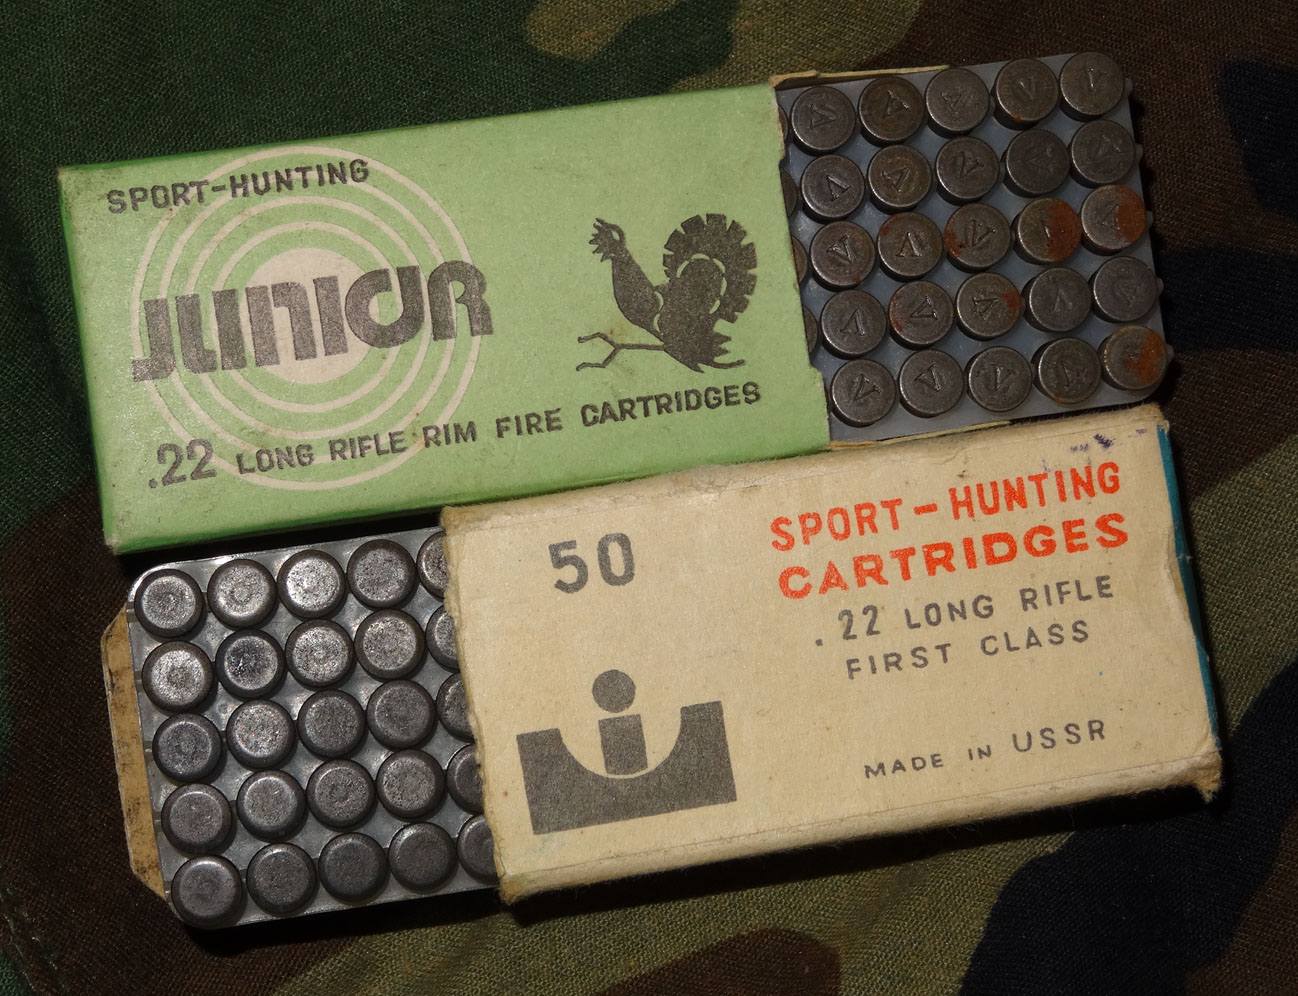 SPORT-HUNTING
JUNIOR
.22 LONG RIFLE RIM FIRE CARTRIDGES
50
SPORT-HUNTING
CARTRIDGES
.22 LONG RIFLE
FIRST CLASS
MADE IN USSR